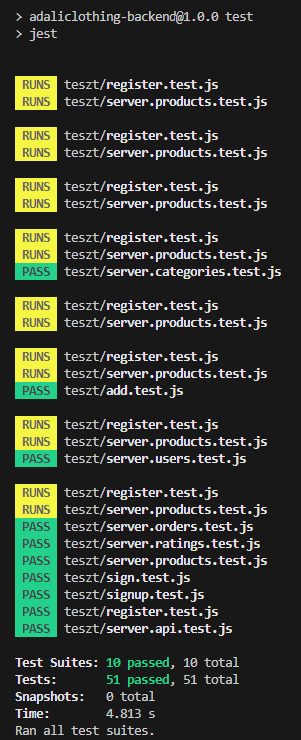 > adaliclothing-backend@1.0.0 test
> jest
RUNS teszt/register.test.js
RUNS teszt/server.products.test.js
RUNS teszt/register.test.js
RUNS teszt/server.products.test.js
RUNS teszt/register.test.js
RUNS teszt/server.products.test.js
RUNS teszt/register.test.js
RUNS teszt/server.products.test.js
PASS teszt/server.categories.test.js
RUNS teszt/register.test.js
RUNS teszt/server.products.test.js
RUNS teszt/register.test.js
RUNS teszt/server.products.test.js
PASS teszt/add.test.js
RUNS teszt/register.test.js
RUNS teszt/server.products.test.js
PASS teszt/server.users.test.js
RUNS teszt/register.test.js
RUNS teszt/server.products.test.js
PASS teszt/server.orders.test.js
PASS teszt/server.ratings.test.js
PASS teszt/server.products.test.js
PASS teszt/sign.test.js
PASS teszt/signup.test.js
PASS teszt/register.test.js
PASS teszt/server.api.test.js
Test Suites: 10 passed, 10 total
Tests: 51 passed, 51 total
Snapshots: 0 total
Time: 4.813 s
Ran all test suites.